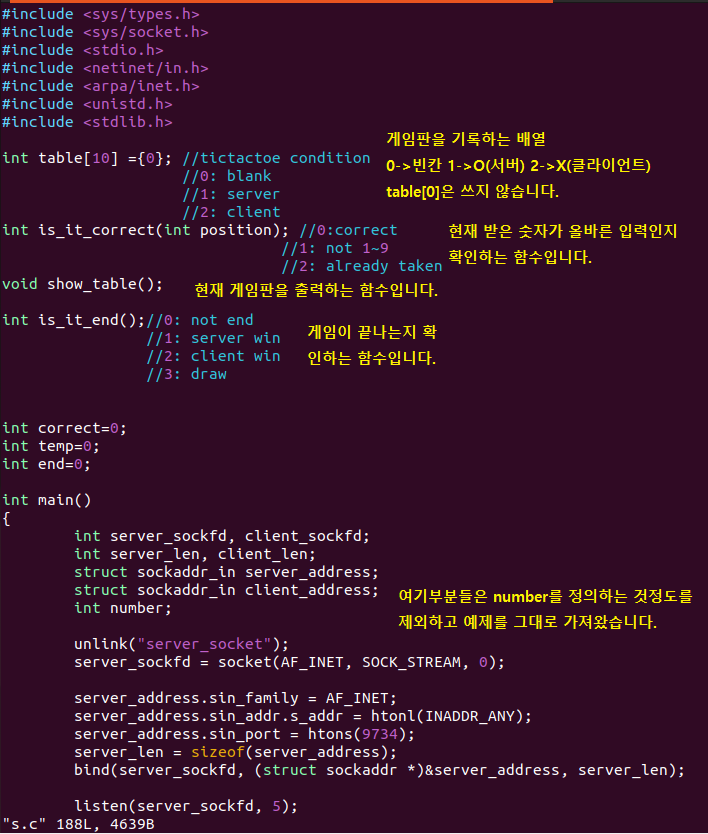 #include <sys/types.h>
#include <sys/socket.h>
#include <stdio.h>
#include <netinet/in.h>
#include <arpa/inet.h>
#include <unistd.h>
#include <stdlib.h>
게임판을 기록하는 배열
int table[10] ={0}; //tictactoe condition
0->빈칸 1->O(서버) 2->X(클라이언트)
//0: blank
//1: server
table[0]은 쓰지 않습니다.
//2: client
int is_it_correct(int position); //0:correct
현재 받은 숫자가 올바른 입력인지
//1: not 1~9
확인하는 함수입니다.
//2: already taken
void show_table();
현재 게임판을 출력하는 함수입니다.
int is_it_end();//0: not end
//1: server win
게임이 끝나는지 확
//2: client win
인하는 함수입니다.
//3: draw
int correct=0;
int temp=0;
int end=0;
int main()
{
int server_sockfd, client_sockfd;
int server_len, client_len;
struct sockaddr_in server_address;
struct sockaddr_in client_address;
여기부분들은 number를 정의하는 것정도를
int number;
제외하고 예제를 그대로 가져왔습니다.
unlink("server_socket");
server_sockfd = socket(AF_INET, SOCK_STREAM, 0);
server_address.sin_family = AF_INET;
server_address.sin_addr.s_addr = htonl(INADDR_ANY);
server_address.sin_port = htons(9734);
server_len = sizeof(server_address);
bind(server_sockfd, (struct sockaddr *)&server_address, server_len);
listen(server_sockfd, 5);
"s.c" 188L, 4639B